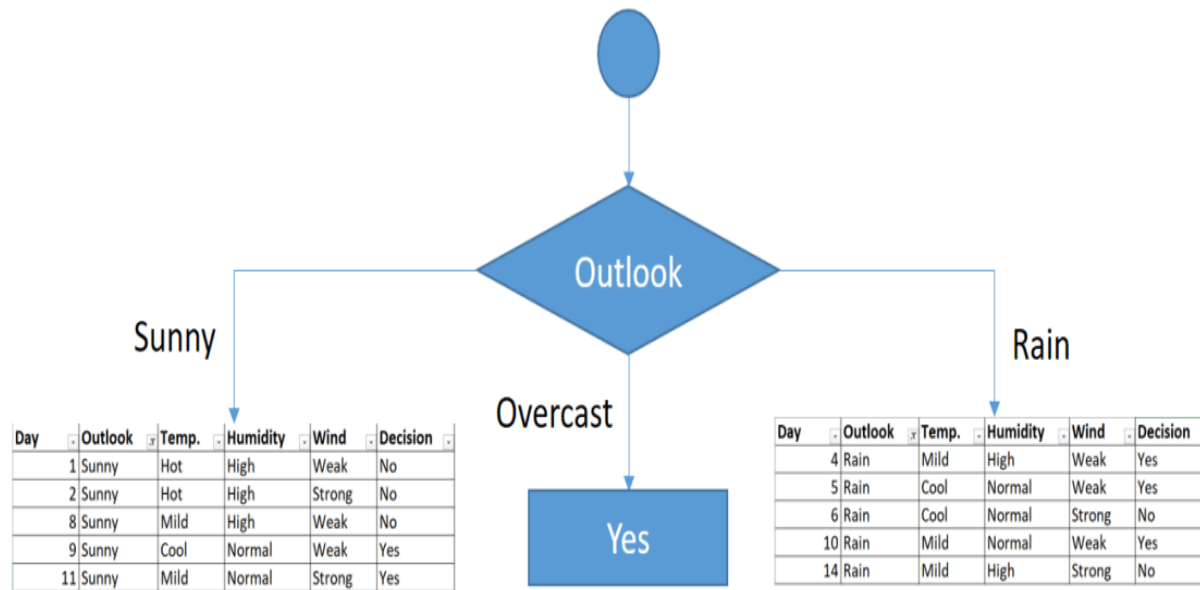 Outlook
Sunny
Rain
Overcast
Day Outlook Temp. Humidity Wind Decision
1 Sunny Hot High Weak No
2 Sunny Hot High Strong No
8 Sunny Mild High Weak No
9 Sunny Cool Normal Weak Yes
11 Sunny Mild Normal Strong Yes
Yes
Day Outlook Temp. Humidity Wind Decision
4 Rain Mild High Weak Yes
5 Rain Cool Normal Weak Yes
6 Rain Cool Normal Strong No
10 Rain Mild Normal Weak Yes
14 Rain Mild High Strong No